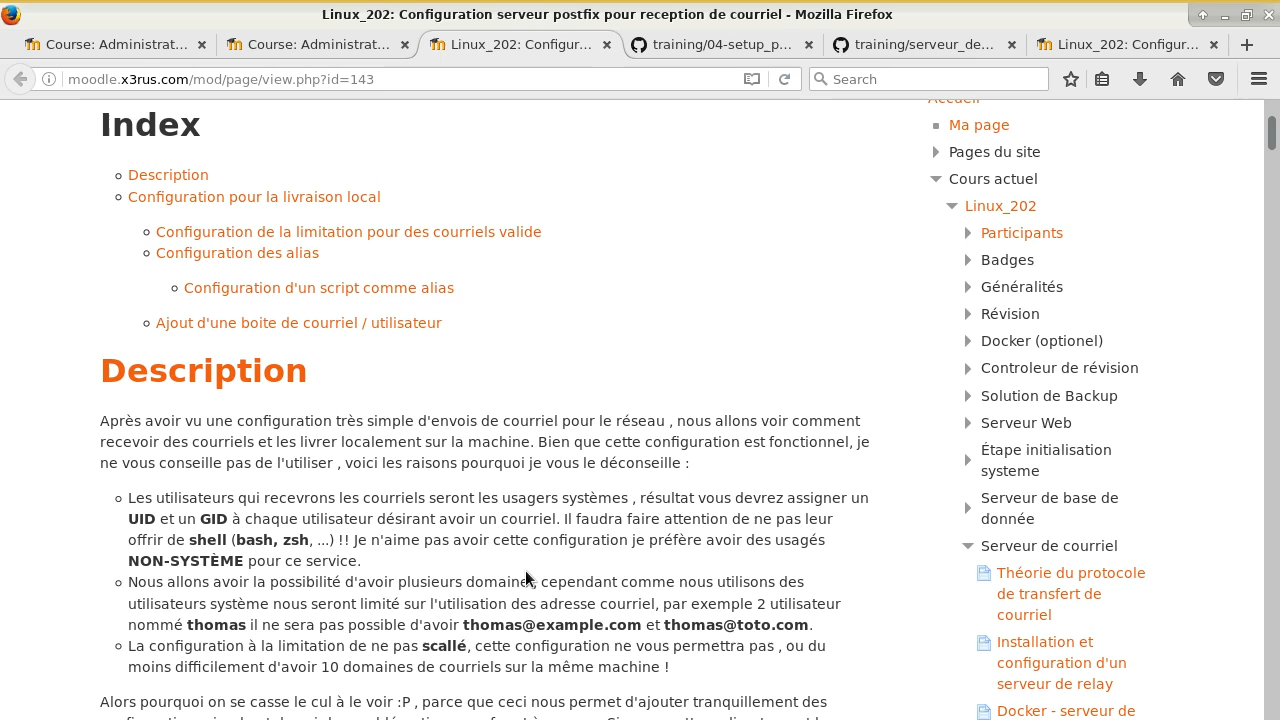 Linux_202: Configuration serveur postfix pour reception de courriel - Mozilla Firefox
Course: Administrat...
Course: Administrat...
Linux_202: Configur...
training/04-setup_p...
training/serveur_de...
Linux_202: Configur...
moodle.x3rus.com/mod/page/view.php?id=143
Search
Index
Description
Configuration pour la livraison local
Configuration de la limitation pour des courriels valide
Configuration des alias
Configuration d'un script comme alias
Ajout d'une boite de courriel / utilisateur
Description
Après avoir vu une configuration très simple d'envois de courriel pour le réseau , nous allons voir comment
recevoir des courriels et les livrer localement sur la machine. Bien que cette configuration est fonctionnel, je
ne vous conseille pas de l'utiliser , voici les raisons pourquoi je vous le déconseille :
Les utilisateurs qui recevrons les courriels seront les usagers systèmes , résultat vous devrez assigner un
UID et un GID à chaque utilisateur désirant avoir un courriel. Il faudra faire attention de ne pas leur
offrir de shell (bash, zsh, ...) !! Je n'aime pas avoir cette configuration je préfère avoir des usagés
NON-SYSTÈME pour ce service.
Nous allons avoir la possibilité d'avoir plusieurs domaine, cependant comme nous utilisons des
utilisateurs système nous seront limité sur l'utilisation des adresse courriel, par exemple 2 utilisateur
nommé thomas il ne sera pas possible d'avoir thomas@example.com et thomas@toto.com.
La configuration à la limitation de ne pas scallé, cette configuration ne vous permettra pas , ou du
moins difficilement d'avoir 10 domaines de courriels sur la même machine !
Alors pourquoi on se casse le cul à le voir :P , parce que ceci nous permet d'ajouter tranquillement des
Accueil
Ma page
Pages du site
Cours actuel
Linux_202
Participants
Badges
Généralités
Révision
Docker (optionel)
Controleur de révision
Solution de Backup
Serveur Web
Étape initialisation
systeme
Serveur de base de
donnée
Serveur de courriel
Théorie du protocole
de transfert de
courriel
Installation et
configuration d'un
serveur de relay
Docker - serveur de